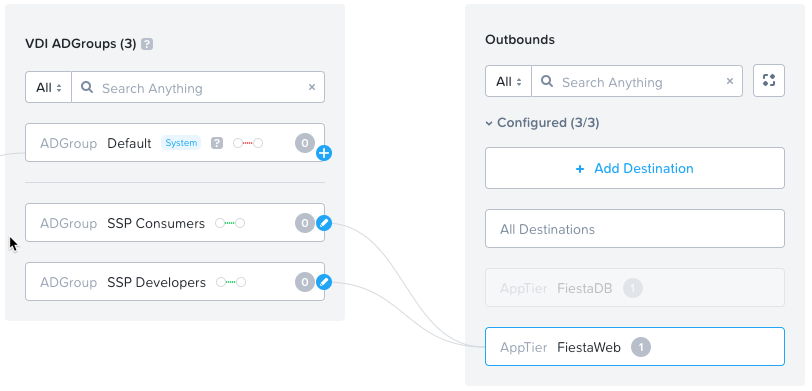 VDI ADGroups (3) ?
All Search Anything ×
ADGroup Default System ? 0
ADGroup SSP Consumers 0
ADGroup SSP Developers 0
Outbounds
All Search Anything ×
Configured (3/3)
+ Add Destination
All Destinations
AppTier FiestaDB 1
AppTier FiestaWeb 1